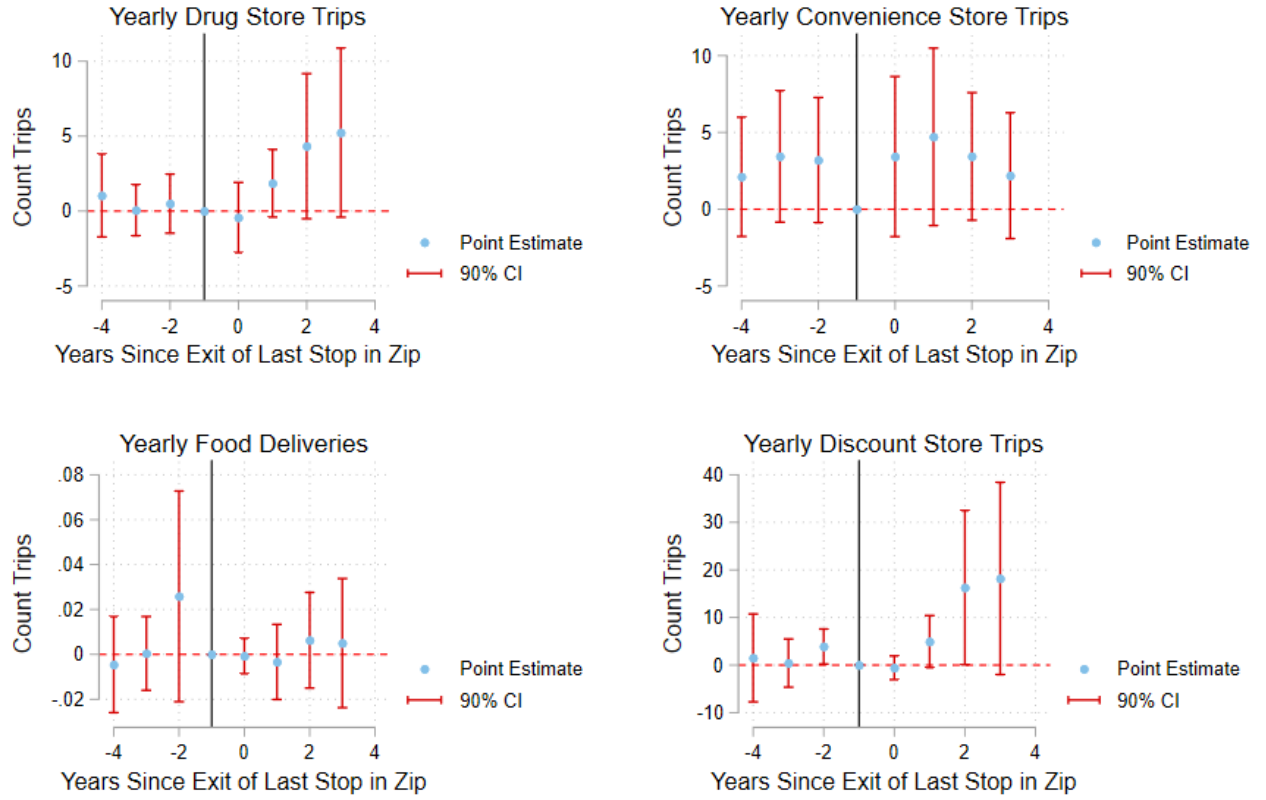 Yearly Drug Store Trips
10
5
0
-5
Count Trips
-4 -2 0 2 4
Years Since Exit of Last Stop in Zip
Point Estimate
90% CI
Yearly Convenience Store Trips
10
5
0
-5
Count Trips
-4 -2 0 2 4
Years Since Exit of Last Stop in Zip
Point Estimate
90% CI
Yearly Food Deliveries
.08
.06
.04
.02
0
-.02
Count Trips
-4 -2 0 2 4
Years Since Exit of Last Stop in Zip
Point Estimate
90% CI
Yearly Discount Store Trips
40
30
20
10
0
-10
Count Trips
-4 -2 0 2 4
Years Since Exit of Last Stop in Zip
Point Estimate
90% CI